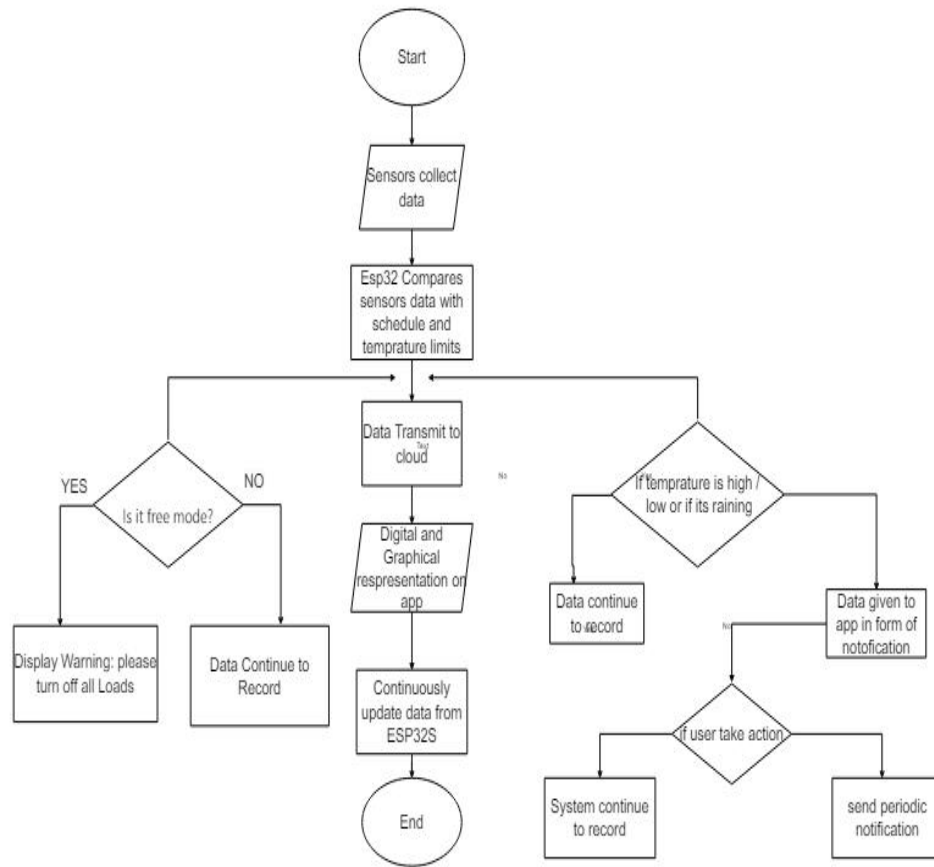 Start
Sensors collect
data
Esp32 Compares
sensors data with
schedule and
temprature limits
Data Transmit to
Text
cloud
YES
NO
Is it free mode?
No
If temprature is high /
low or if its raining
Digital and
Graphical
respresentation on
app
Display Warning: please
turn off all Loads
Data Continue to
Record
Data continue
to record
No
Data given to
app in form of
notofication
Continuously
update data from
ESP32S
if user take action
End
System continue
to record
send periodic
notification